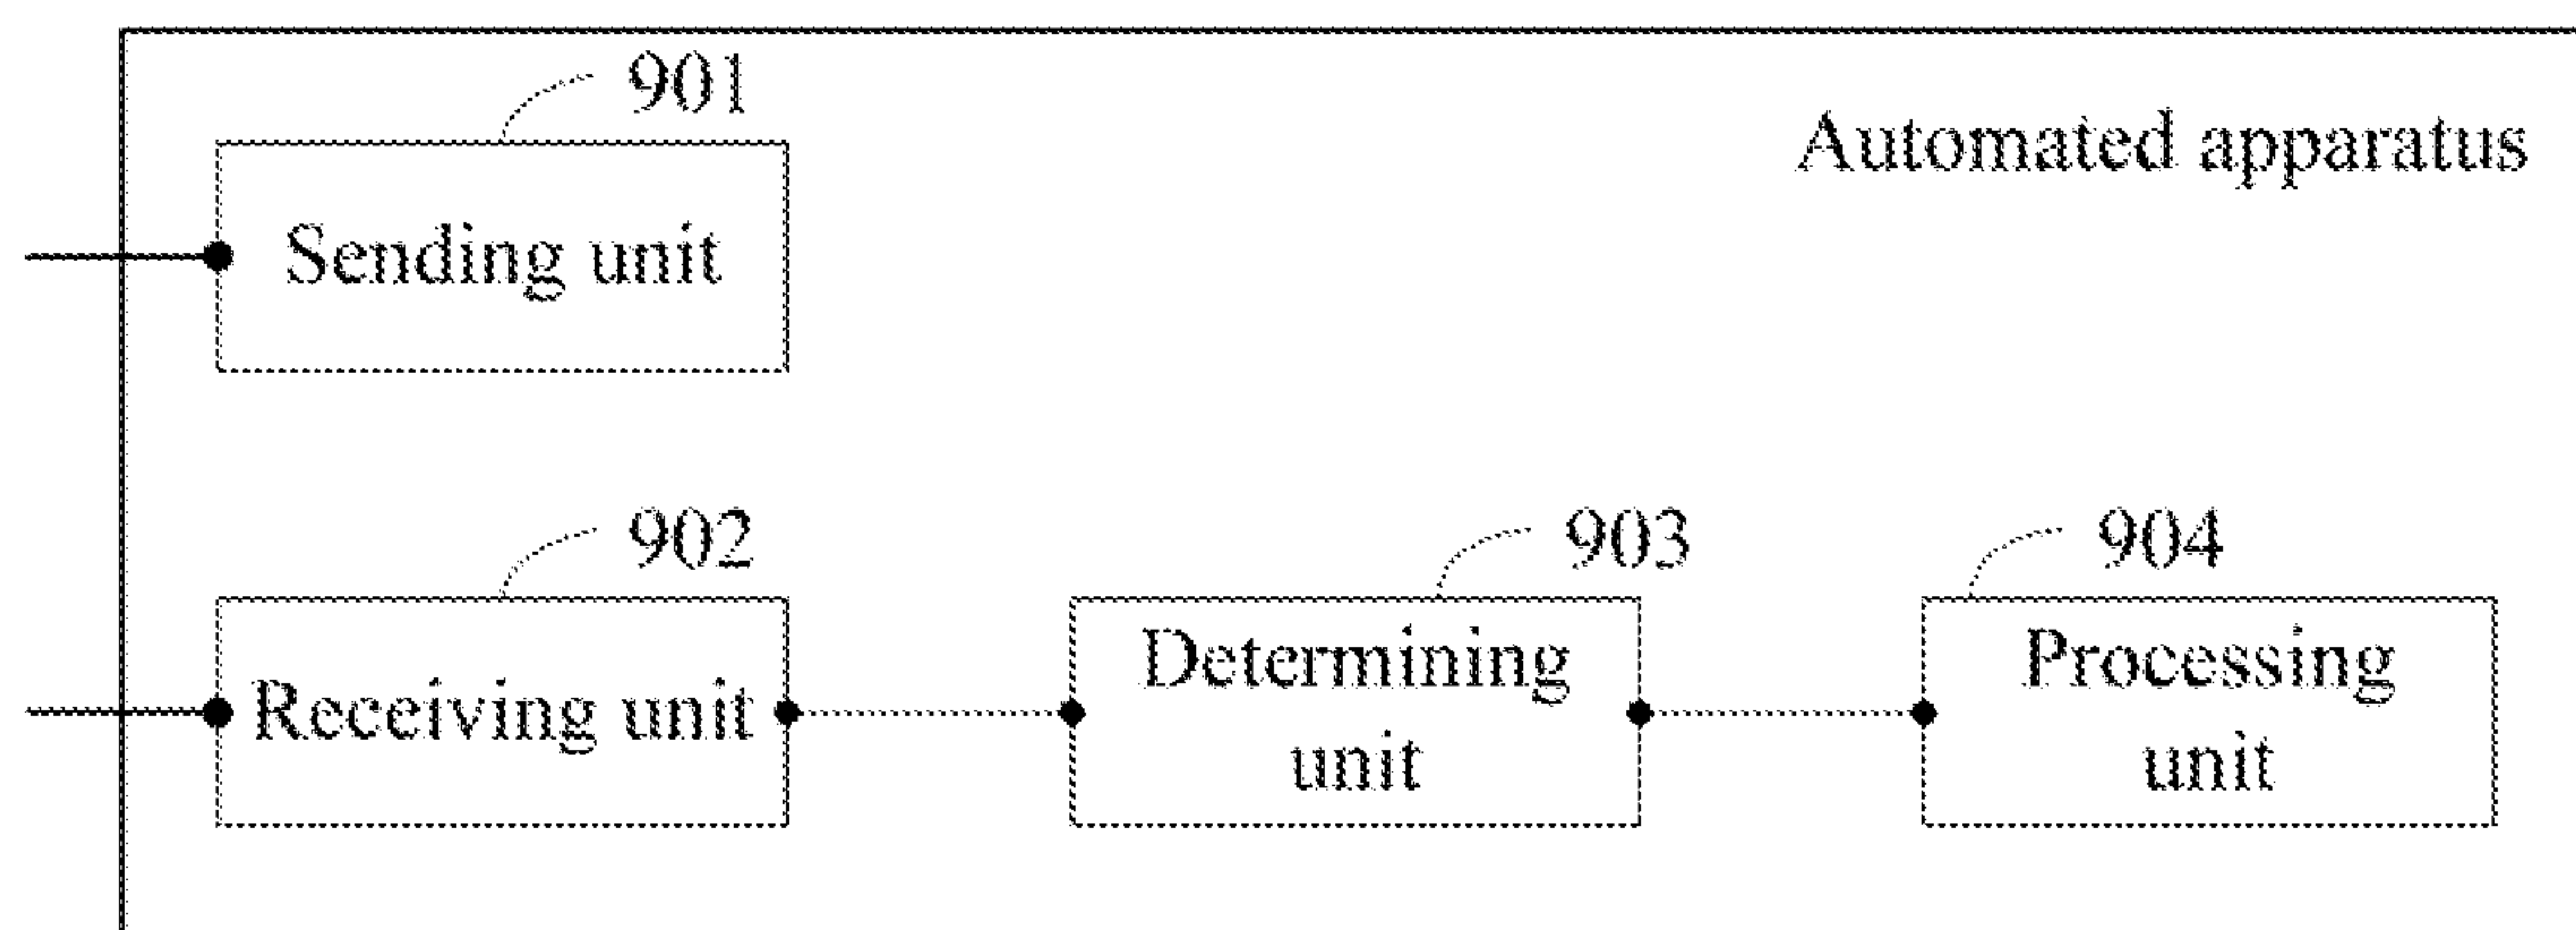 901
Automated apparatus
Sending unit
902
903
904
Receiving unit
Determining
unit
Processing
unit